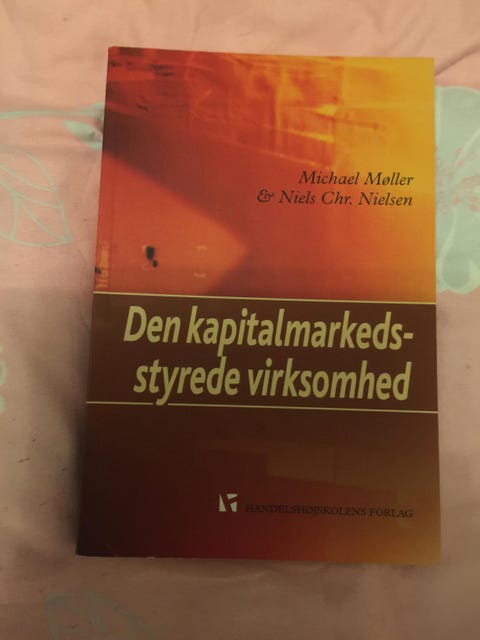 Michael Møller
& Niels Chr. Nielsen
Den kapitalmarkeds-
styrede virksomhed
HANDELSHØJSKOLENS FORLAG